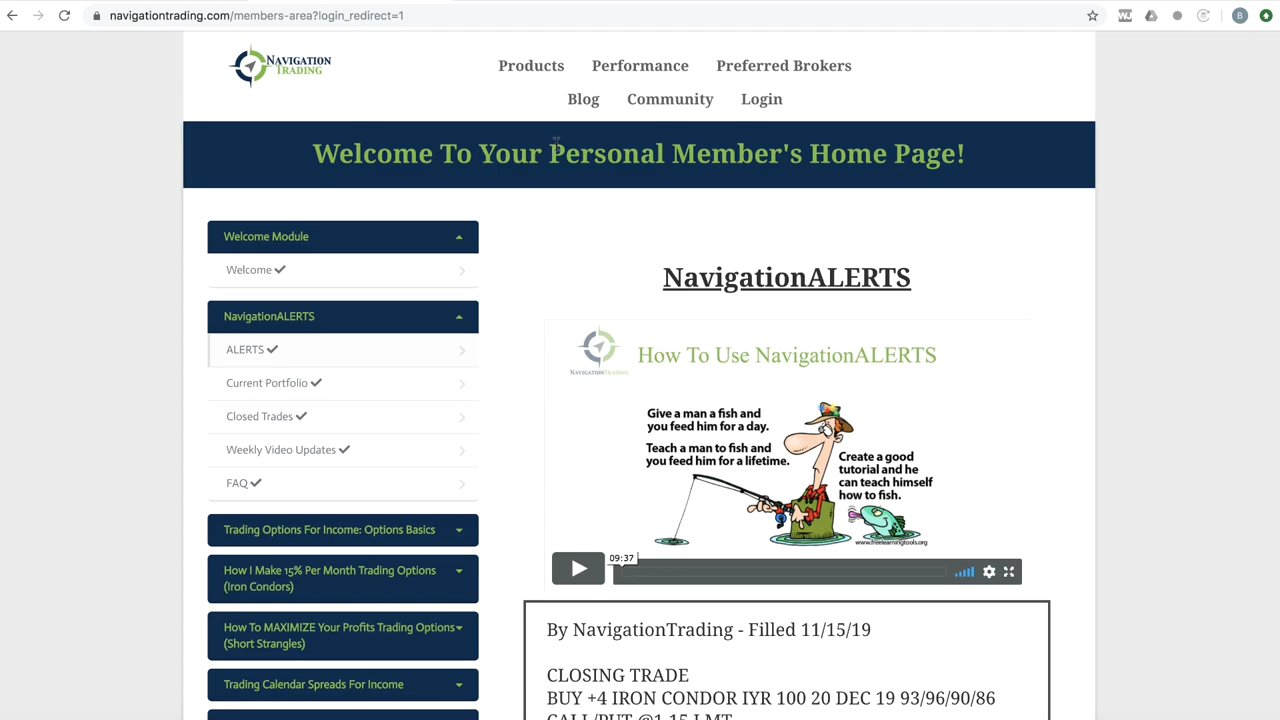 navigationtrading.com/members-area?login_redirect=1
B
NAVIGATION
TRADING
Products Performance Preferred Brokers
Blog Community Login
Welcome To Your Personal Member's Home Page!
Welcome Module
Welcome
NavigationALERTS
ALERTS
Current Portfolio
Closed Trades
Weekly Video Updates
FAQ
Trading Options For Income: Options Basics
How I Make 15% Per Month Trading Options
(Iron Condors)
How To MAXIMIZE Your Profits Trading Options
(Short Strangles)
Trading Calendar Spreads For Income
NavigationALERTS
NAVIGATIONTRADING
How To Use NavigationALERTS
Give a man a fish and
you feed him for a day.
Teach a man to fish and
you feed him for a lifetime.
Create a good
tutorial and he
can teach himself
how to fish.
www.freelearningtools.org
09:37
By NavigationTrading - Filled 11/15/19
CLOSING TRADE
BUY +4 IRON CONDOR IYR 100 20 DEC 19 93/96/90/86
CALL/PUT @1.15 LMT